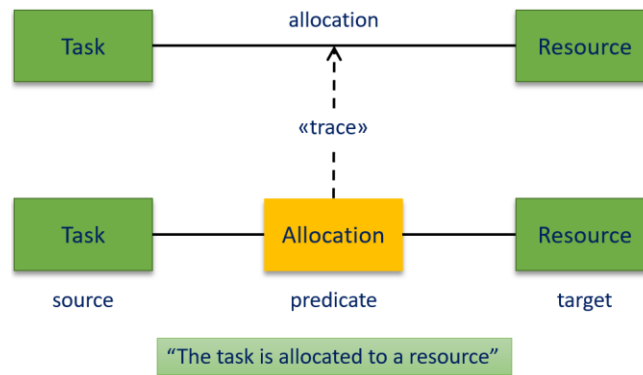 allocation
Task
Resource
«trace»
Task
Allocation
Resource
source
predicate
target
“The task is allocated to a resource”